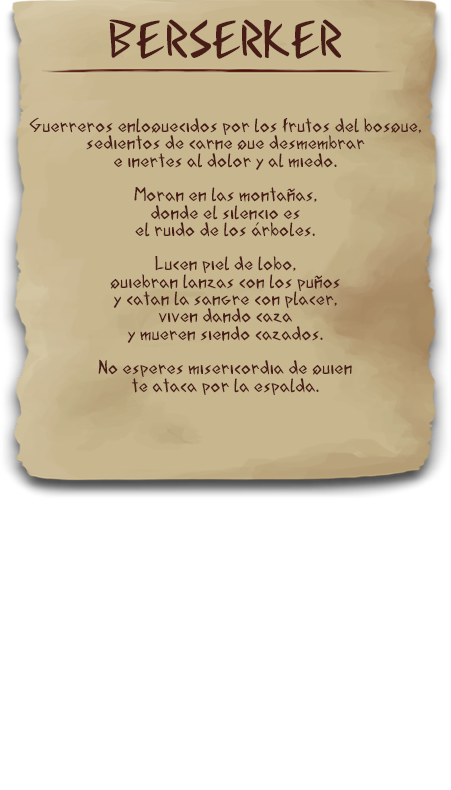 BERSERKER
Guerreros enloquecidos por los frutos del bosque,
sedientos de carne que desmembrar
e inertes al dolor y al miedo.
Moran en las montañas,
donde el silencio es
el ruido de los árboles.
Lucen piel de lobo,
quiebran lanzas con los puños
y catan la sangre con placer,
viven dando caza
y mueren siendo cazados.
No esperes misericordia de quien
te ataca por la espalda.